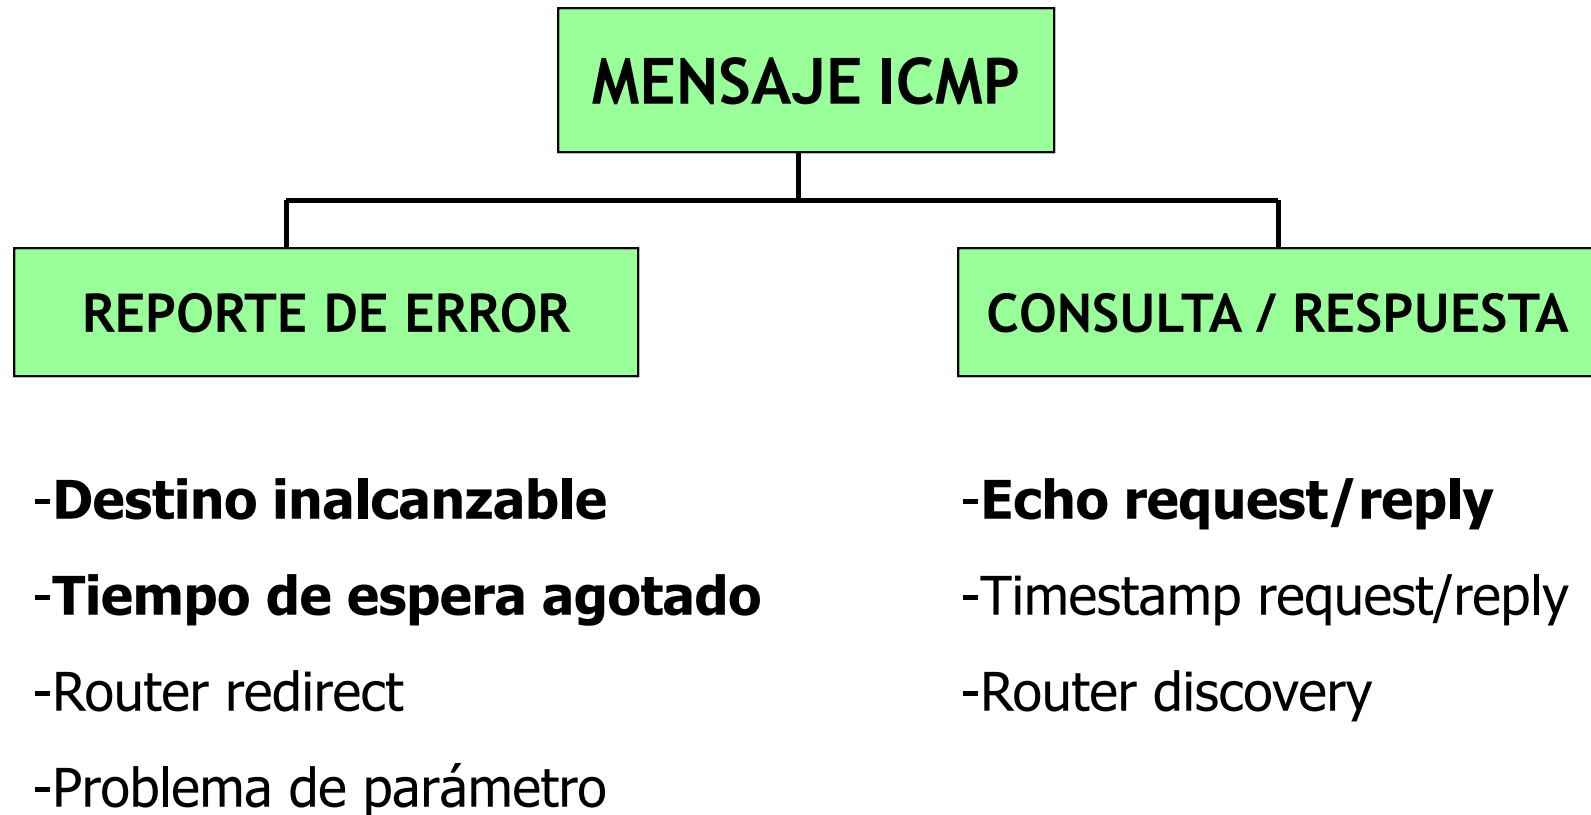 MENSAJE ICMP
REPORTE DE ERROR
CONSULTA / RESPUESTA
-Destino inalcanzable
-Tiempo de espera agotado
-Router redirect
-Problema de parámetro
-Echo request/reply
-Timestamp request/reply
-Router discovery